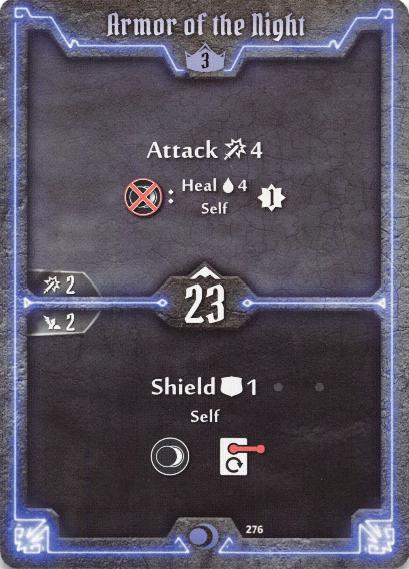 Armor of the Night
3
Attack 4
: Heal 4
Self
1
2
23
2
Shield 1
Self
276